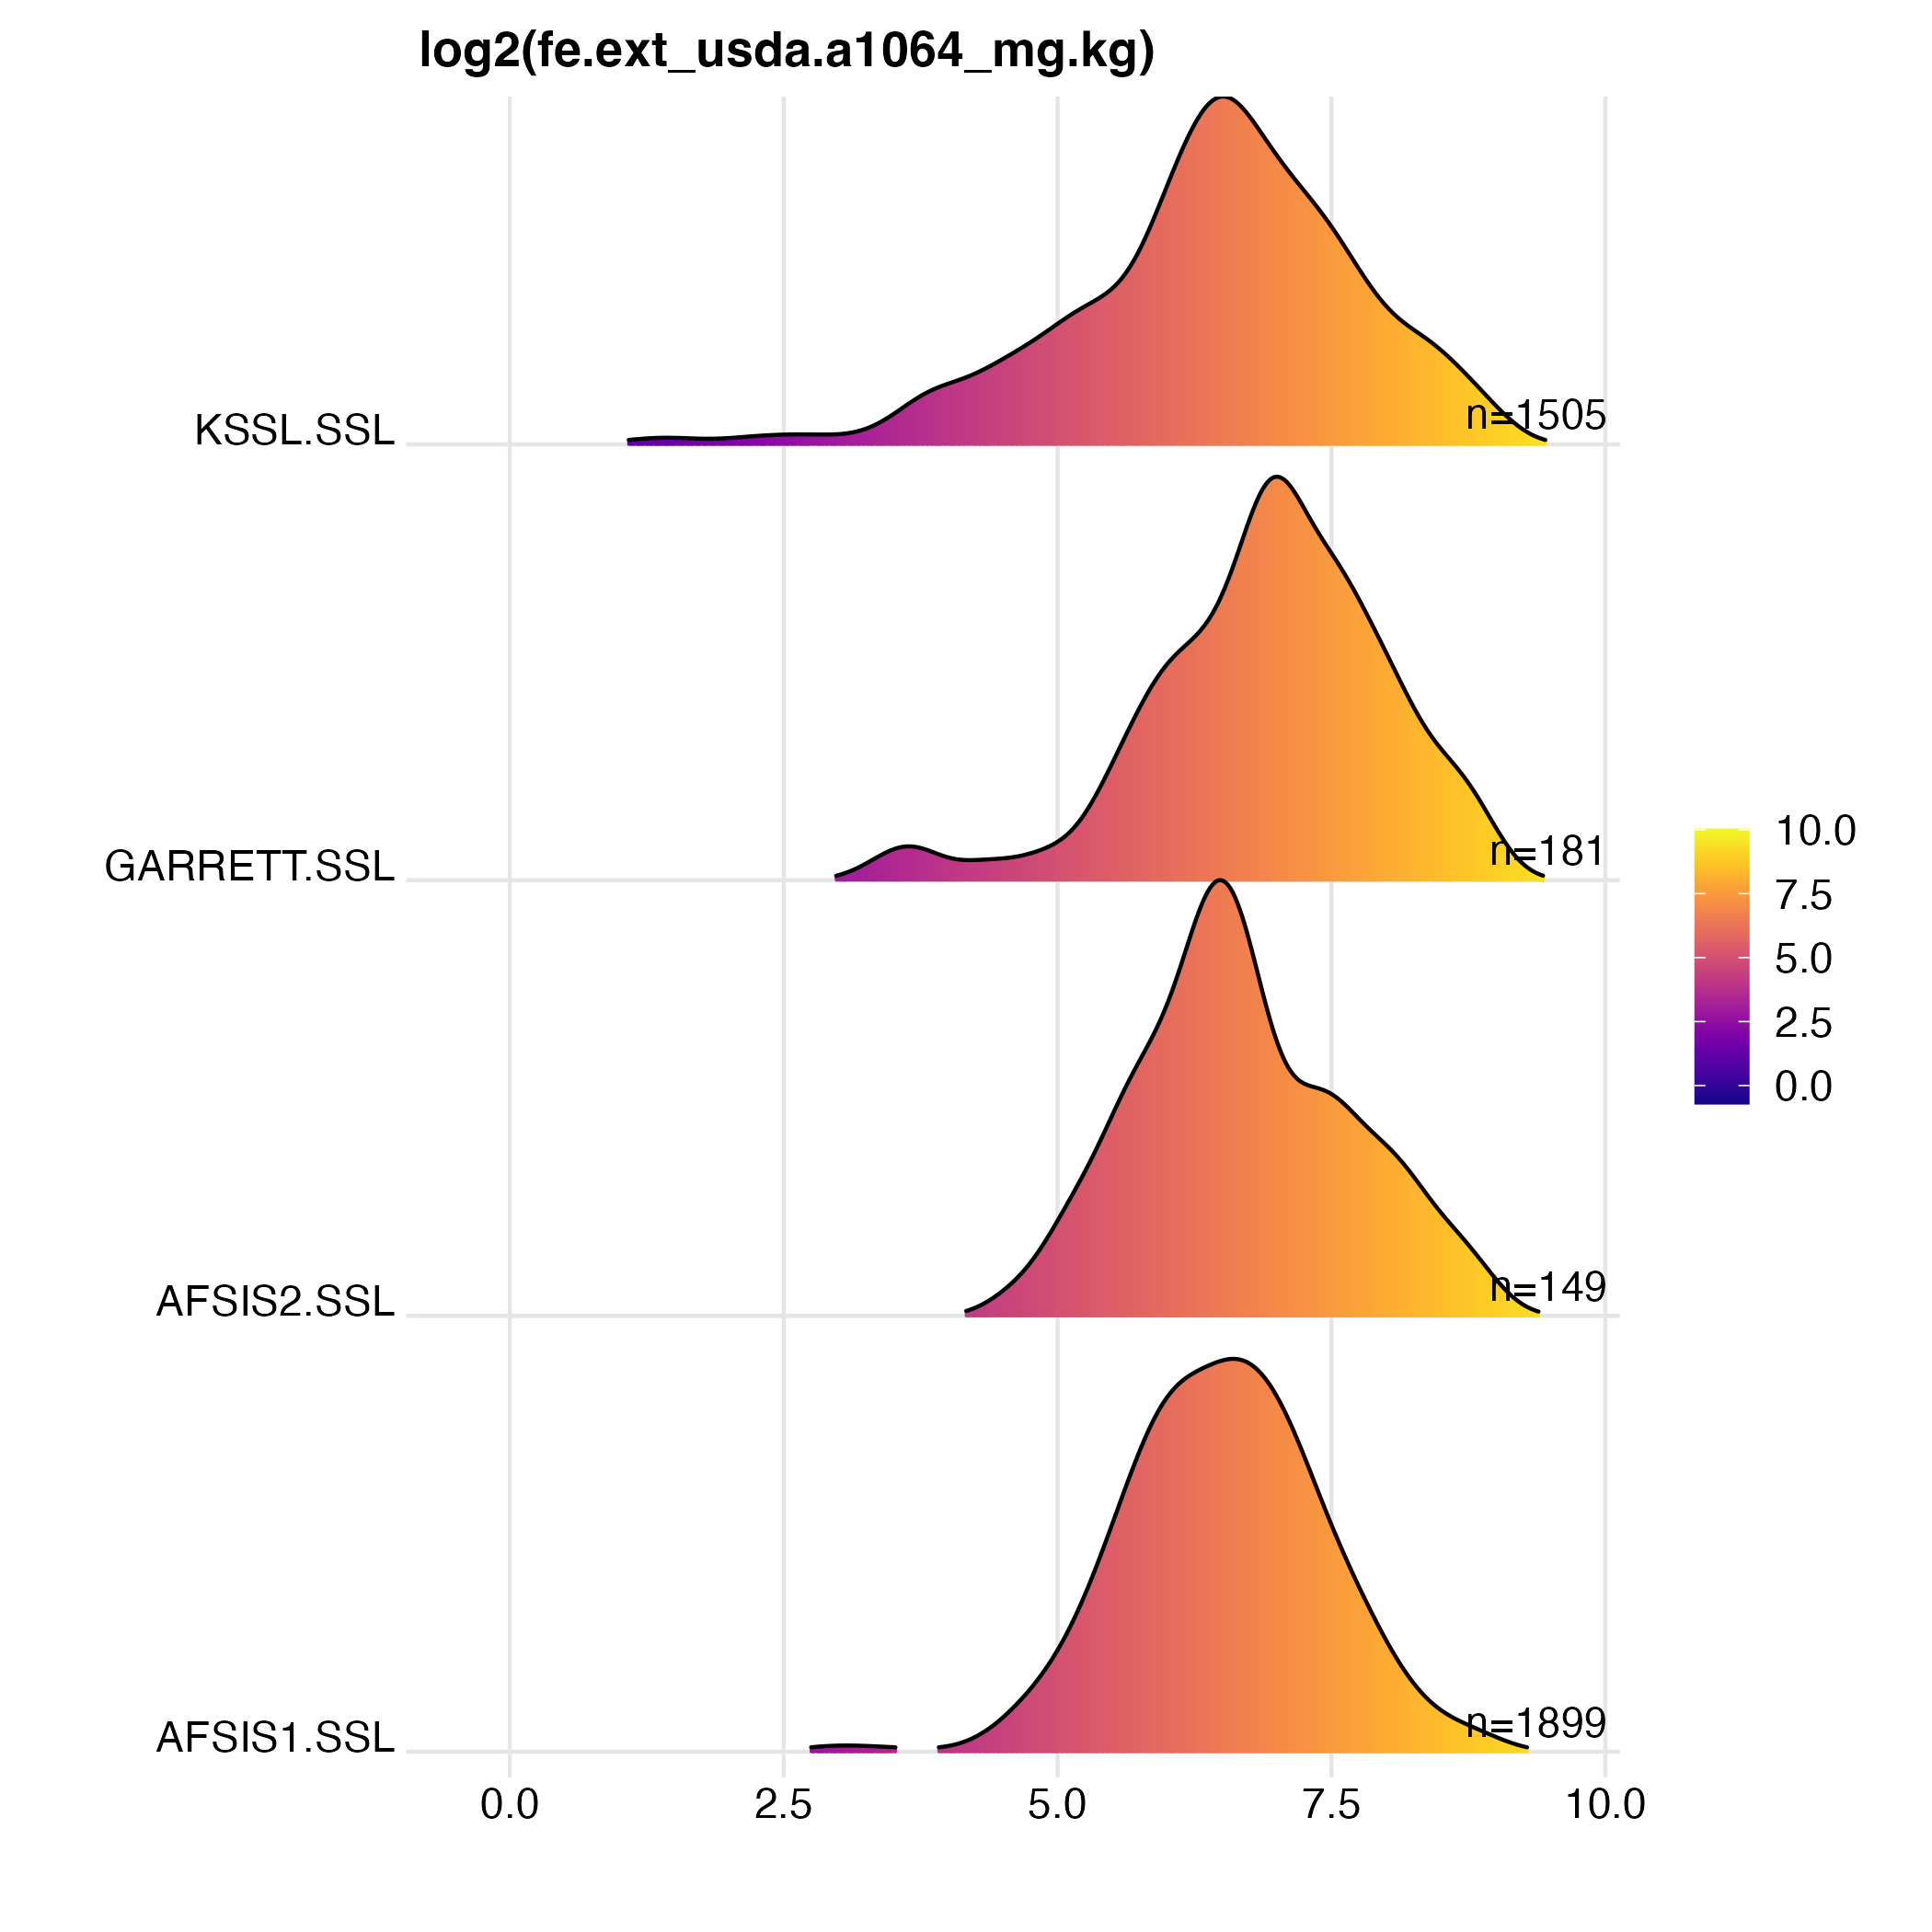 log2(fe.ext_usda.a1064_mg.kg)
KSSL.SSL
n=1505
GARRETT.SSL
n=181
AFSIS2.SSL
n=149
AFSIS1.SSL
n=1899
0.0 2.5 5.0 7.5 10.0
10.0
7.5
5.0
2.5
0.0